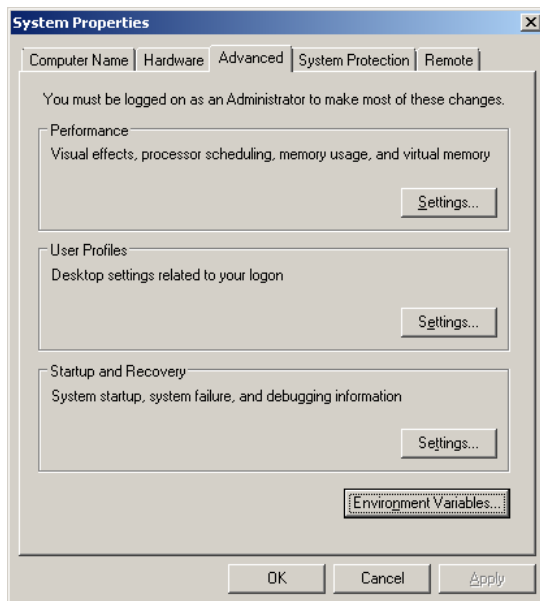 System Properties
Computer Name Hardware Advanced System Protection Remote
You must be logged on as an Administrator to make most of these changes.
Performance
Visual effects, processor scheduling, memory usage, and virtual memory
Settings...
User Profiles
Desktop settings related to your logon
Settings...
Startup and Recovery
System startup, system failure, and debugging information
Settings...
Environment Variables...
OK Cancel Apply